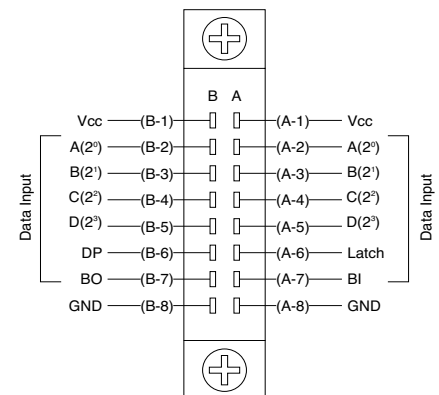 B A
Vcc (B-1) (A-1) Vcc
A(2⁰) (B-2) (A-2) A(2⁰)
B(2¹) (B-3) (A-3) B(2¹)
C(2²) (B-4) (A-4) C(2²)
D(2³) (B-5) (A-5) D(2³)
DP (B-6) (A-6) Latch
BO (B-7) (A-7) BI
GND (B-8) (A-8) GND
Data Input
Data Input